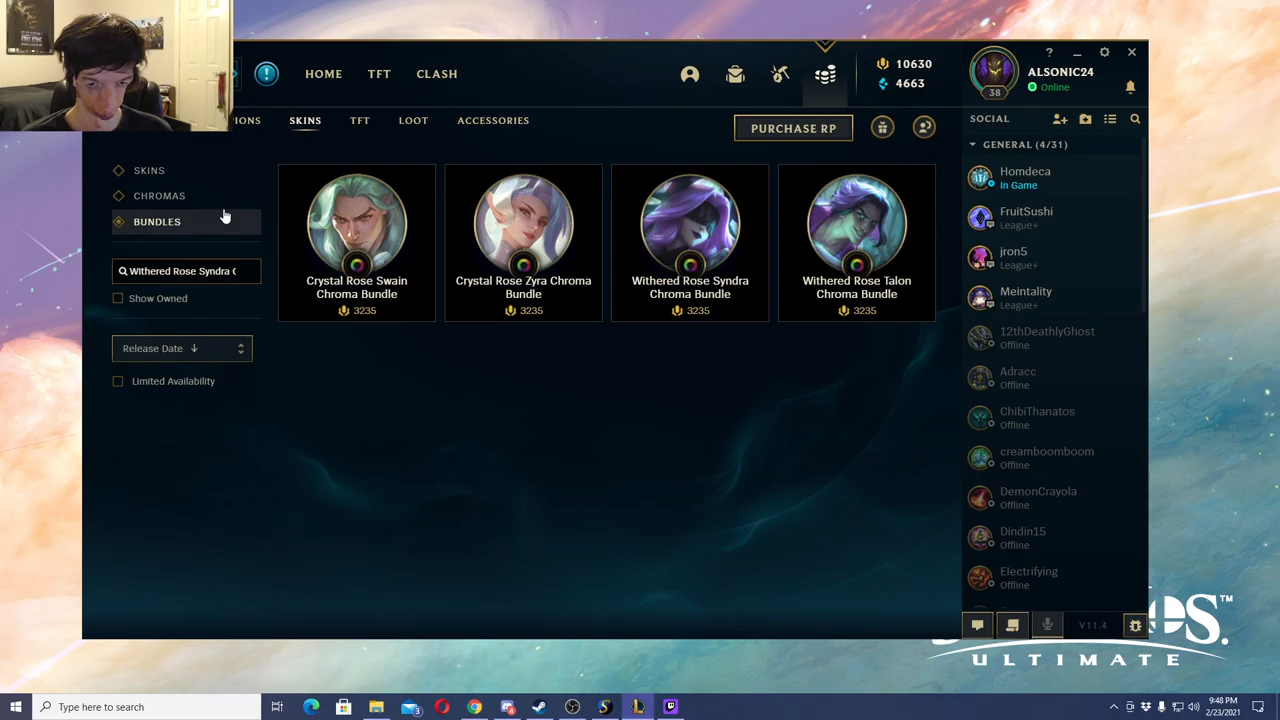 HOME
TFT
CLASH
10630
4663
38
ALSONIC24
Online
IONS
SKINS
TFT
LOOT
ACCESSORIES
PURCHASE RP
SOCIAL
SKINS
CHROMAS
BUNDLES
Withered Rose Syndra C
Show Owned
Release Date
Limited Availability
Crystal Rose Swain
Chroma Bundle
3235
Crystal Rose Zyra Chroma
Bundle
3235
Withered Rose Syndra
Chroma Bundle
3235
Withered Rose Talon
Chroma Bundle
3235
GENERAL (4/31)
Homdeca
In Game
FruitSushi
League+
jron5
League+
Meintality
League+
12thDeathlyGhost
Offline
Adracc
Offline
ChibiThanatos
Offline
creamboomboom
Offline
DemonCrayola
Offline
Dindin15
Offline
Electrifying
Offline
V11.4
OS.™
ULTIMATE
Type here to search
3
9:48 PM
2/23/2021